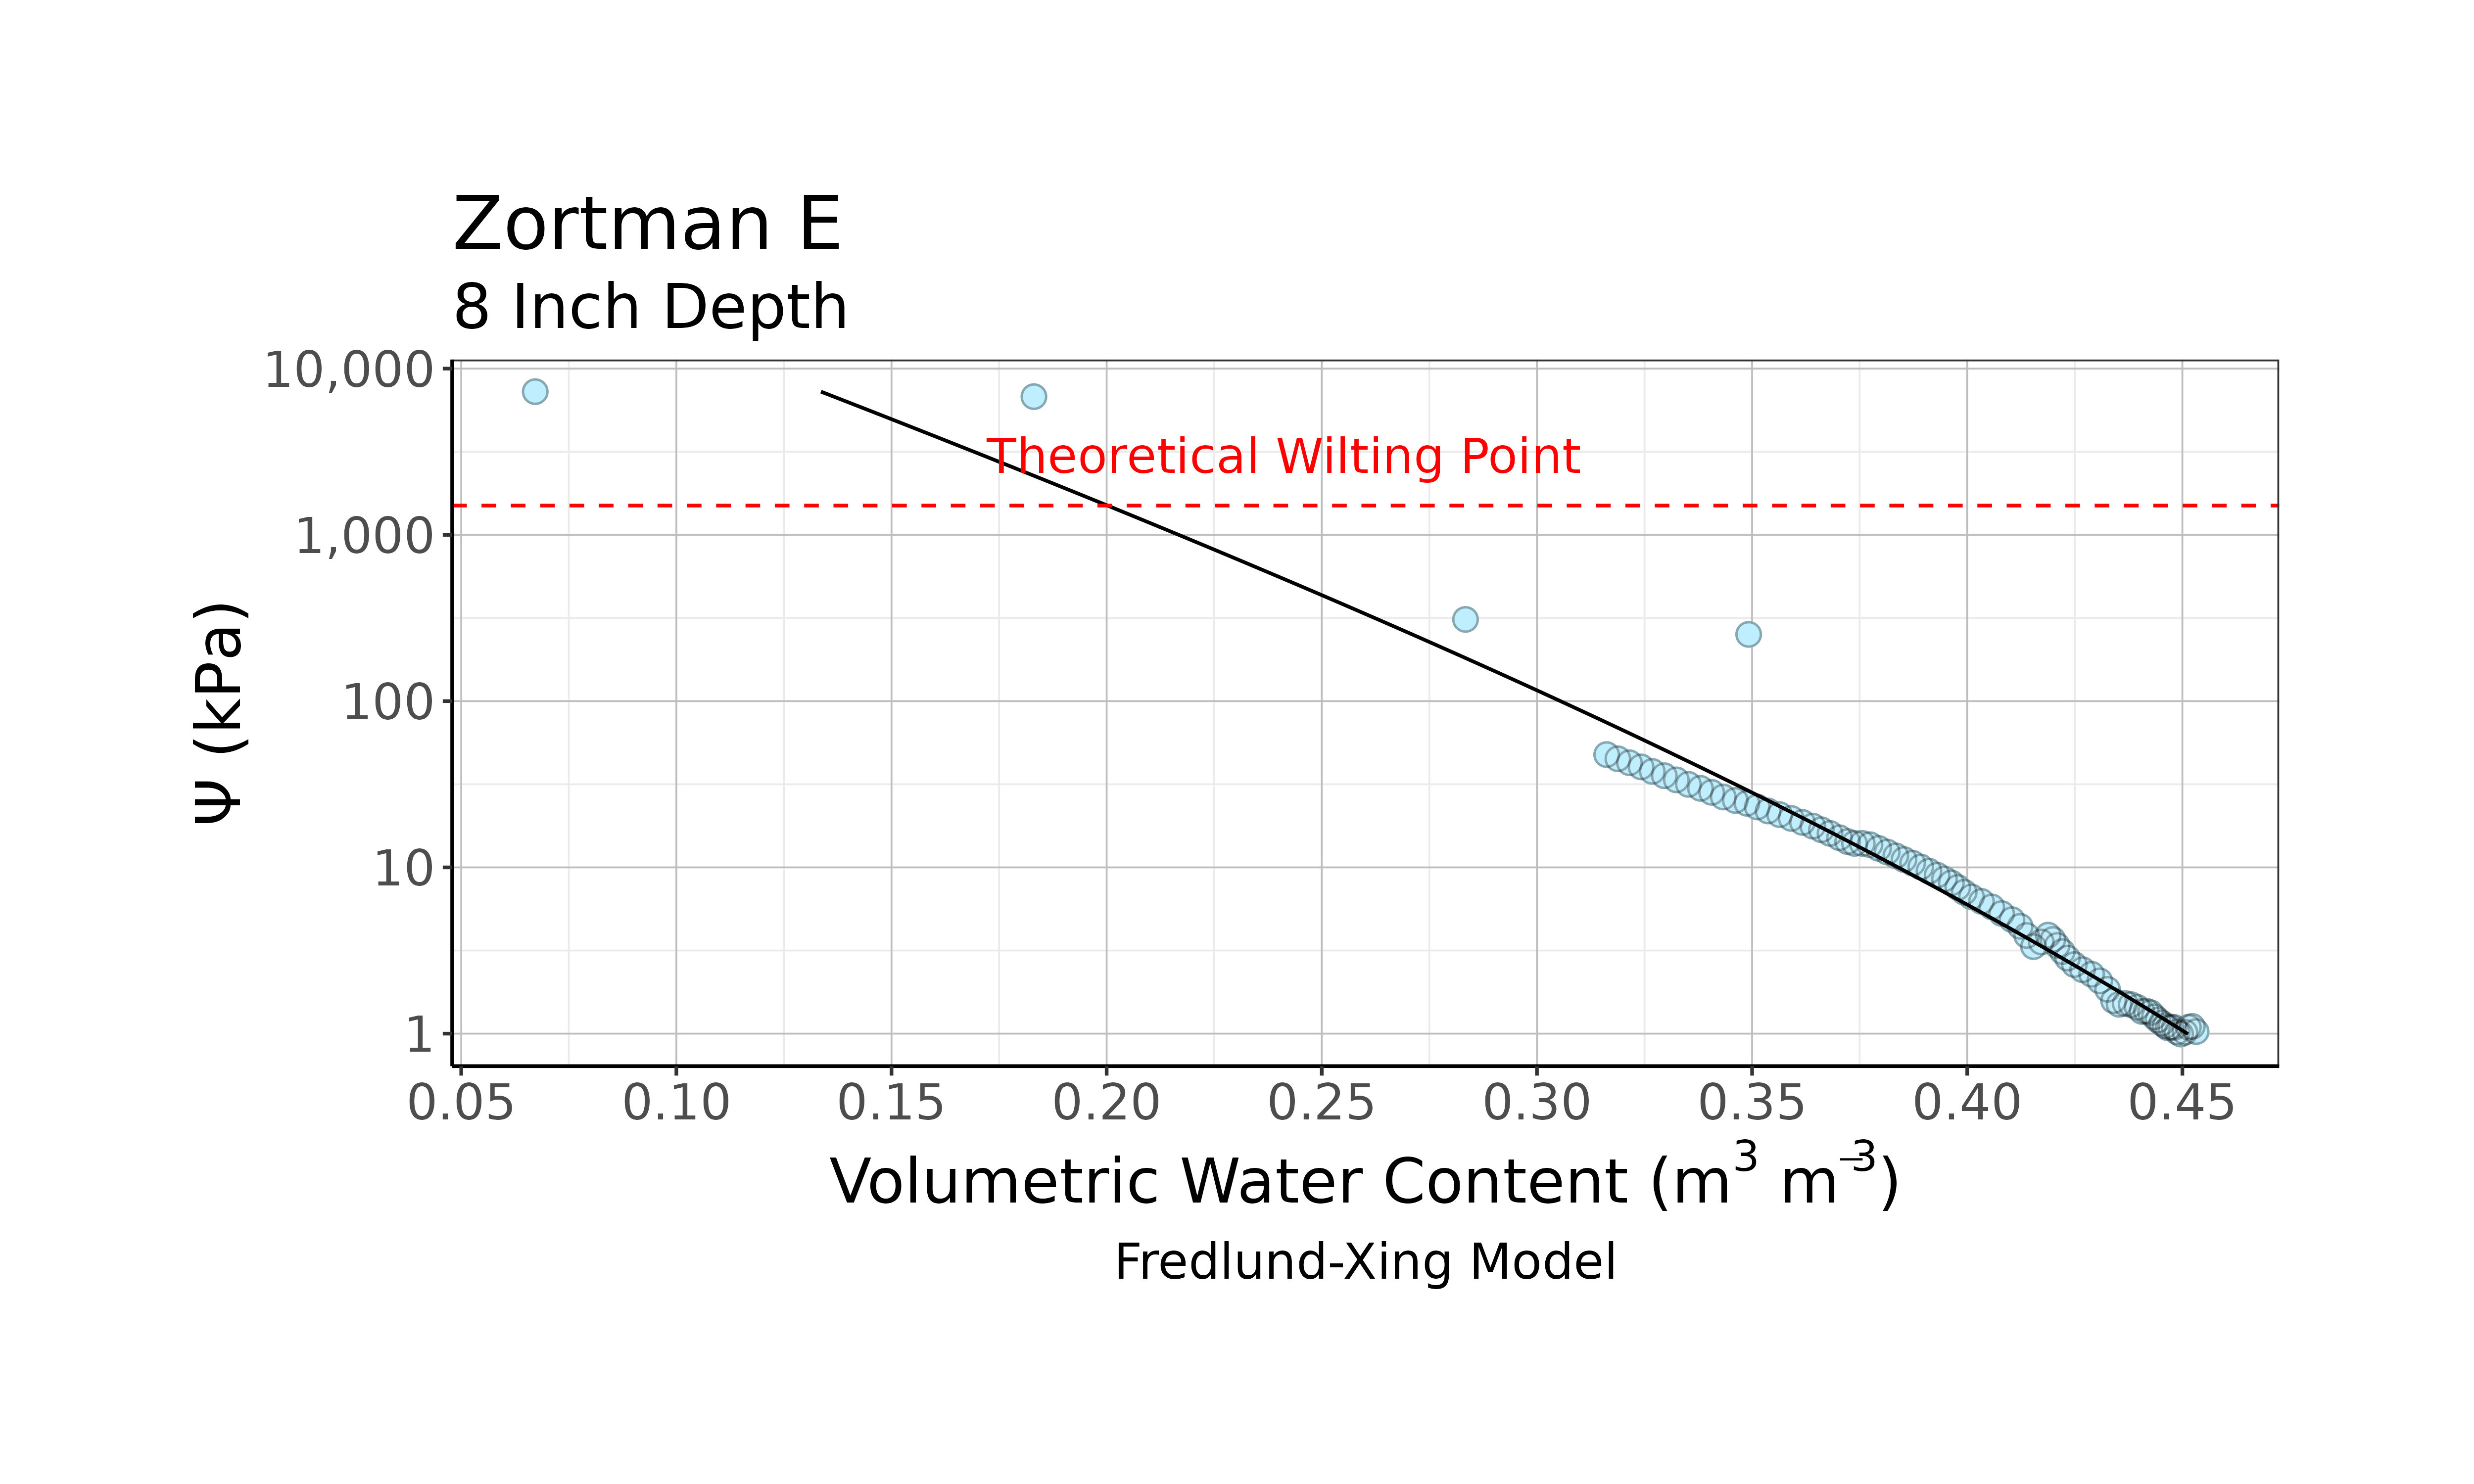 Zortman E
8 Inch Depth
10,000
1,000
100
10
1
Ψ (kPa)
Theoretical Wilting Point
0.05 0.10 0.15 0.20 0.25 0.30 0.35 0.40 0.45
Volumetric Water Content (m³ m⁻³)
Fredlund-Xing Model